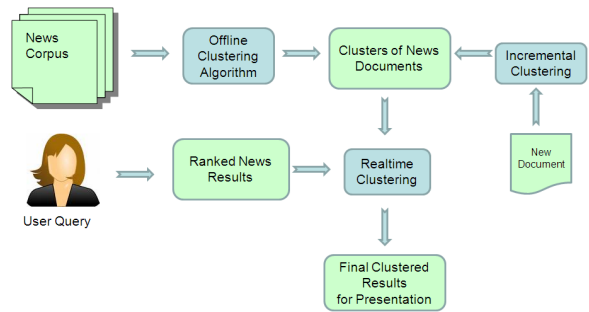 News
Corpus
Offline
Clustering
Algorithm
Clusters of News
Documents
Incremental
Clustering
New
Document
User Query
Ranked News
Results
Realtime
Clustering
Final Clustered
Results
for Presentation